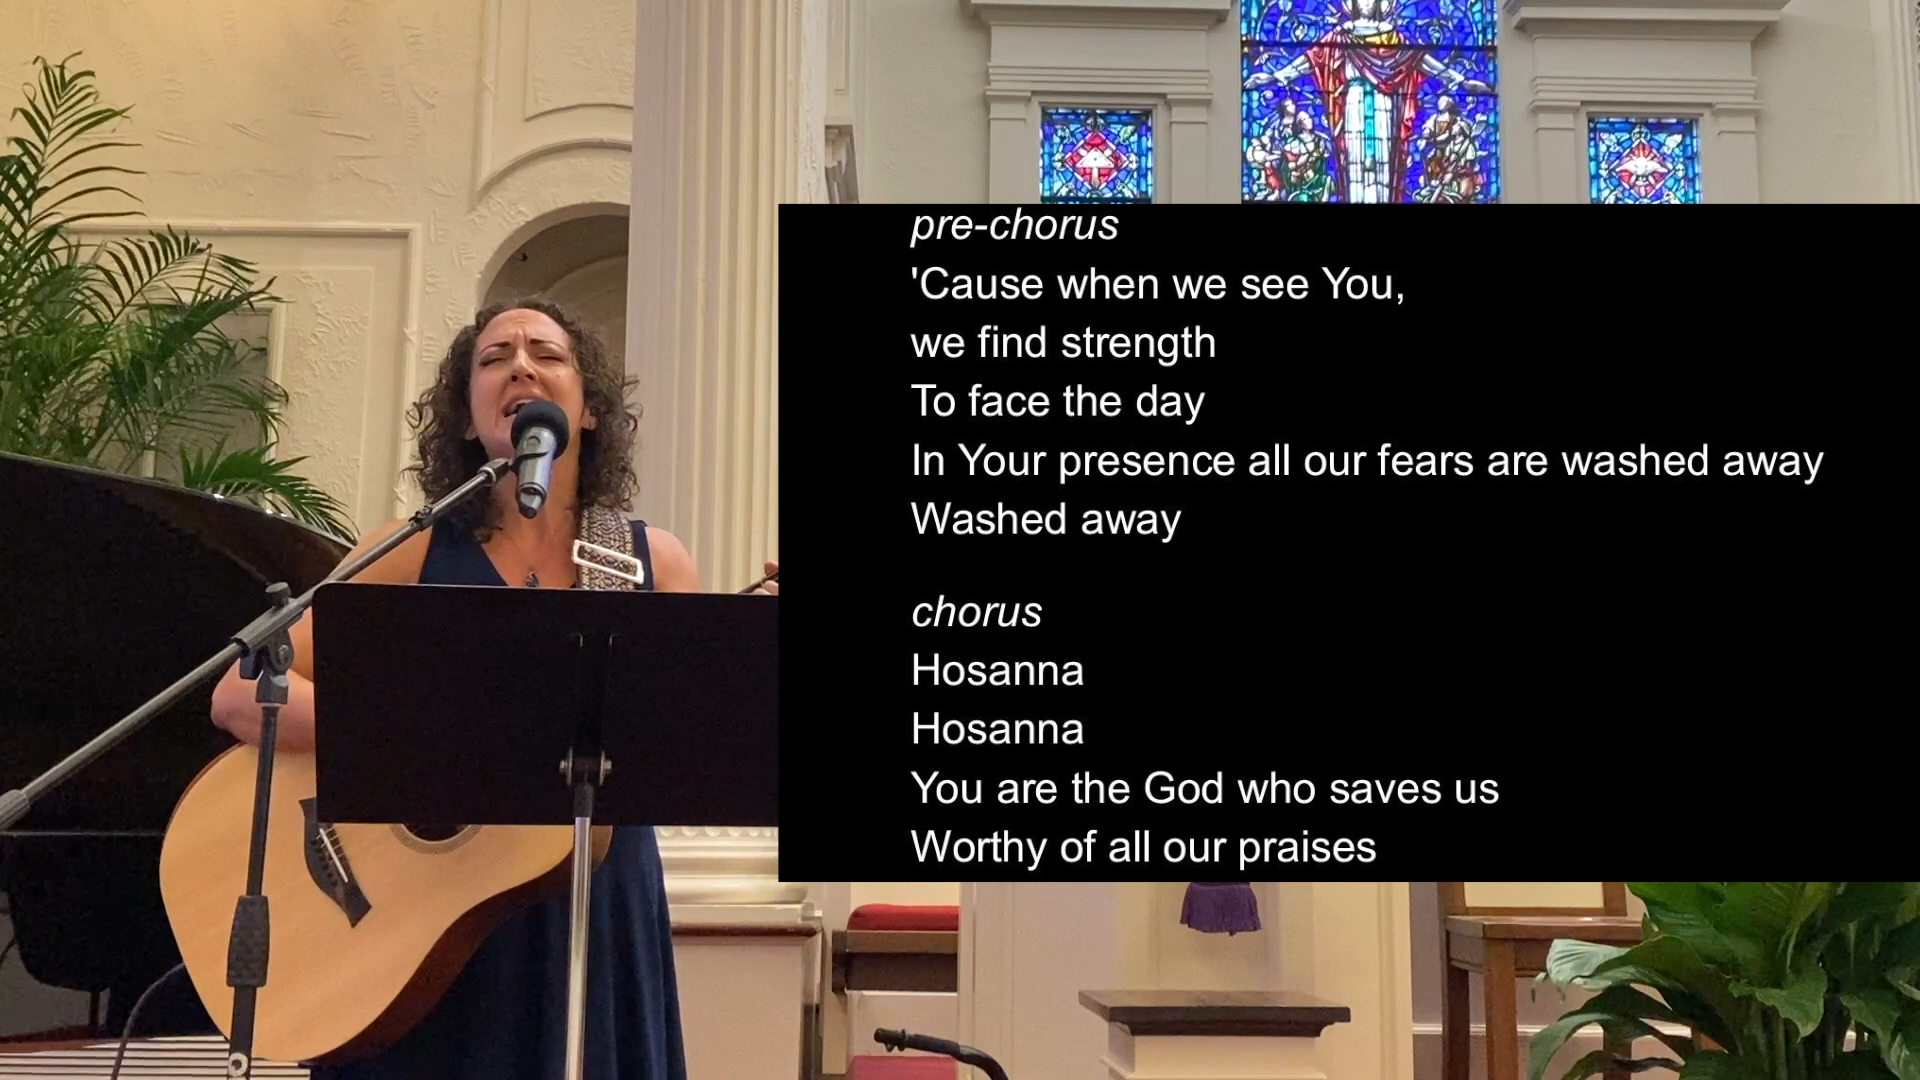 pre-chorus
'Cause when we see You,
we find strength
To face the day
In Your presence all our fears are washed away
Washed away
chorus
Hosanna
Hosanna
You are the God who saves us
Worthy of all our praises